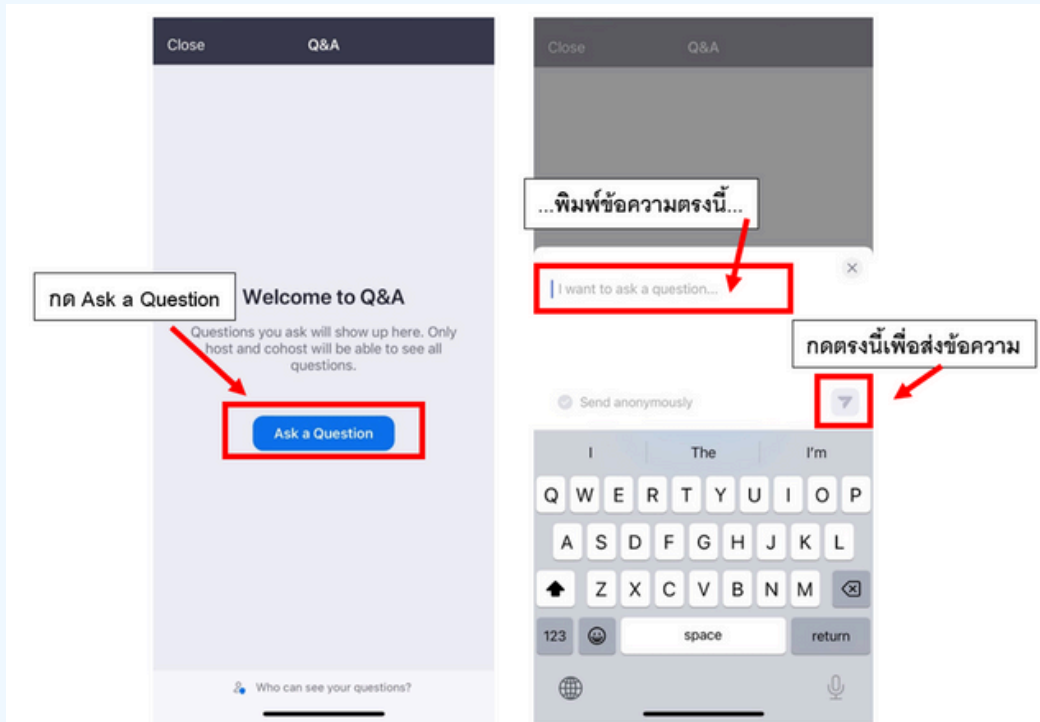 Close
Q&A
กด Ask a Question
Welcome to Q&A
Questions you ask will show up here. Only
host and cohost will be able to see all
questions.
Ask a Question
Who can see your questions?
Close
Q&A
...พิมพ์ข้อความตรงนี้...
I want to ask a question...
กดตรงนี้เพื่อส่งข้อความ
Send anonymously
I The I'm
Q W E R T Y U I O P
A S D F G H J K L
Z X C V B N M
123 space return